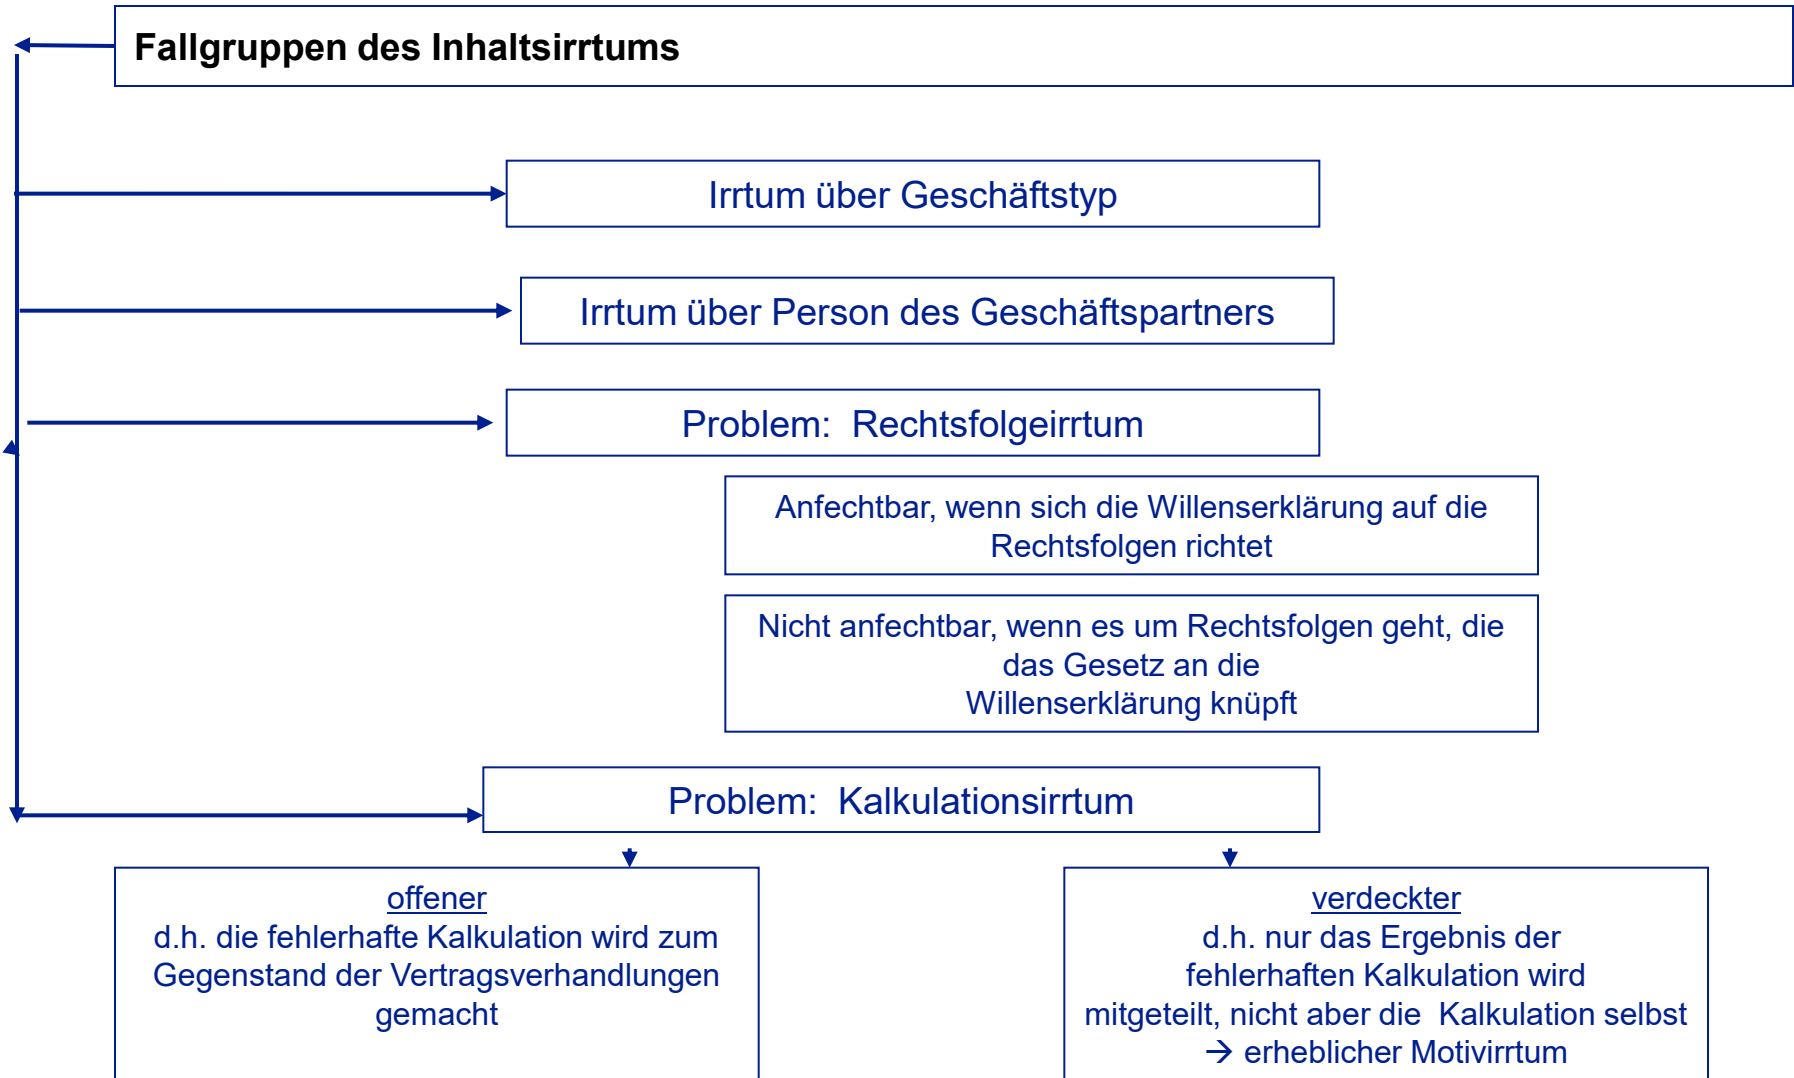 Fallgruppen des Inhaltsirrtums
Irrtum über Geschäftstyp
Irrtum über Person des Geschäftspartners
Problem: Rechtsfolgeirrtum
Anfechtbar, wenn sich die Willenserklärung auf die
Rechtsfolgen richtet
Nicht anfechtbar, wenn es um Rechtsfolgen geht, die
das Gesetz an die
Willenserklärung knüpft
Problem: Kalkulationsirrtum
offener
d.h. die fehlerhafte Kalkulation wird zum
Gegenstand der Vertragsverhandlungen
gemacht
verdeckter
d.h. nur das Ergebnis der
fehlerhaften Kalkulation wird
mitgeteilt, nicht aber die Kalkulation selbst
→ erheblicher Motivirrtum